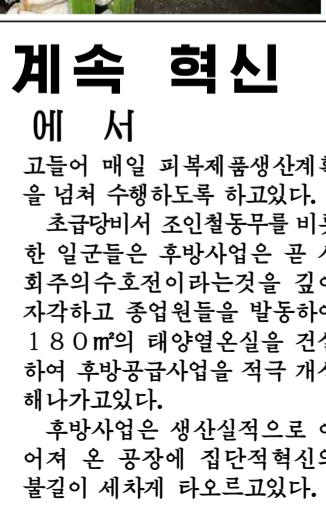 계속 혁신
에서
고들어 매일 피복제품생산계획
을 넘쳐 수행하도록 하고있다.
초급당비서 조인철동무를 비롯
한 일군들은 후방사업은 곧 사
회주의수호전이라는것을 깊이
자각하고 종업원들을 발동하여
180㎡의 태양열온실을 건설
하여 후방공급사업을 적극 개선
해나가고있다.
후방사업은 생산실적으로 이
어져 온 공장에 집단적혁신의
불길이 세차게 타오르고있다.